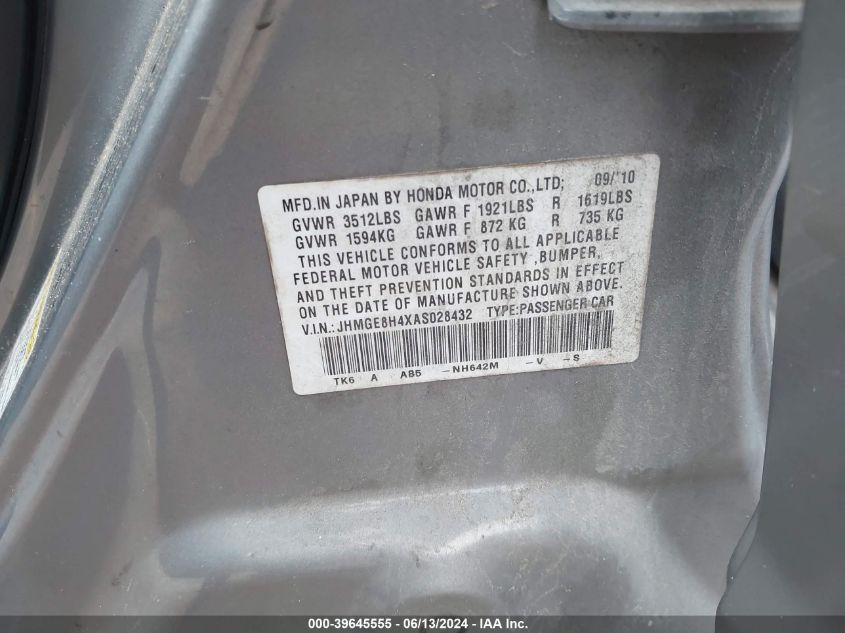 MFD.IN JAPAN BY HONDA MOTOR CO.,LTD; 09/'10
GVWR 3512LBS GAWR F 1921LBS R 1619LBS
GVWR 1594KG GAWR F 872 KG R 735 KG
THIS VEHICLE CONFORMS TO ALL APPLICABLE
FEDERAL MOTOR VEHICLE SAFETY ,BUMPER,
AND THEFT PREVENTION STANDARDS IN EFFECT
ON THE DATE OF MANUFACTURE SHOWN ABOVE.
V.I.N.:JHMGE8H4XAS028432 TYPE:PASSENGER CAR
TK6 A AB5 -NH642M -V -S
000-39645555 - 06/13/2024 - IAA Inc.